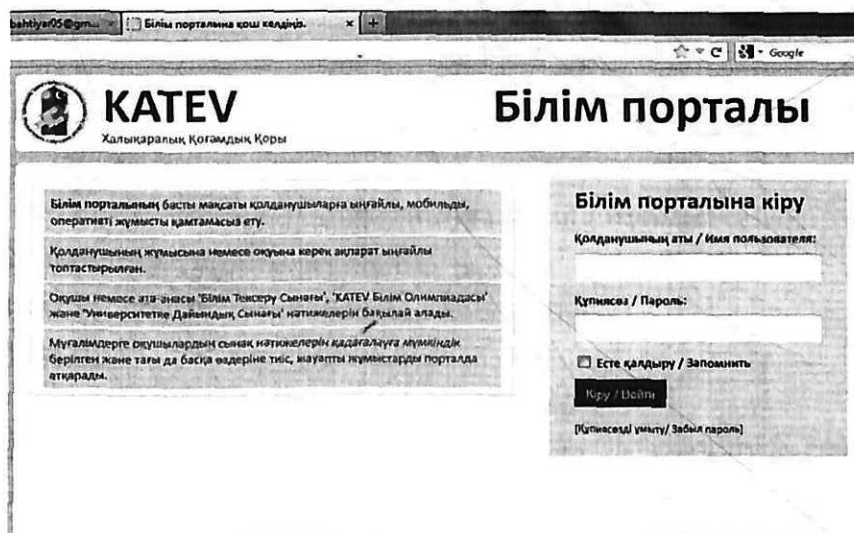 bahtiyar05@gm...
Білім порталына қош келдіңіз.
Google
KATEV
Халықаралық Қоғамдық Қоры
Білім порталы
Білім порталының басты мақсаты қолданушыларға ыңғайлы, мобильды,
оперативті жұмысты қамтамасыз ету.
Қолданушының жұмысына немесе оқуына керек ақпарат ыңғайлы
топтастырылған.
Оқушы немесе ата-анасы 'Білім Тексеру Сынағы', 'KATEV Білім Олимпиадасы'
және 'Университетке Дайындық Сынағы' нәтижелерін бақылай алады.
Мұғалімдерге оқушылардың сынақ нәтижелерін қадағалауға мүмкіндік
берілген және тағы да басқа өздеріне тиіс, жауапты жұмыстарды порталда
атқарады.
Білім порталына кіру
Қолданушының аты / Имя пользователя:
Құпиясөз / Пароль:
Есте қалдыру / Запомнить
Кіру / Войти
[Құпиясөзді ұмыту/ Забыл пароль]